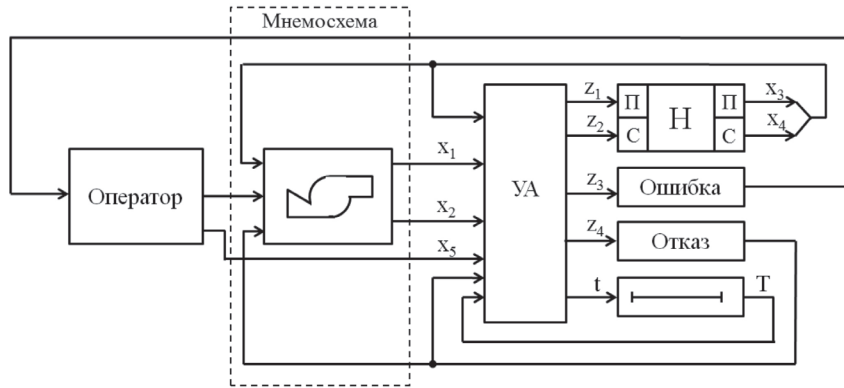 Мнемосхема
Оператор
x₁
x₂
x₅
УА
z₁
z₂
z₃
z₄
t
П
С
Н
П
С
x₃
x₄
Ошибка
Отказ
T